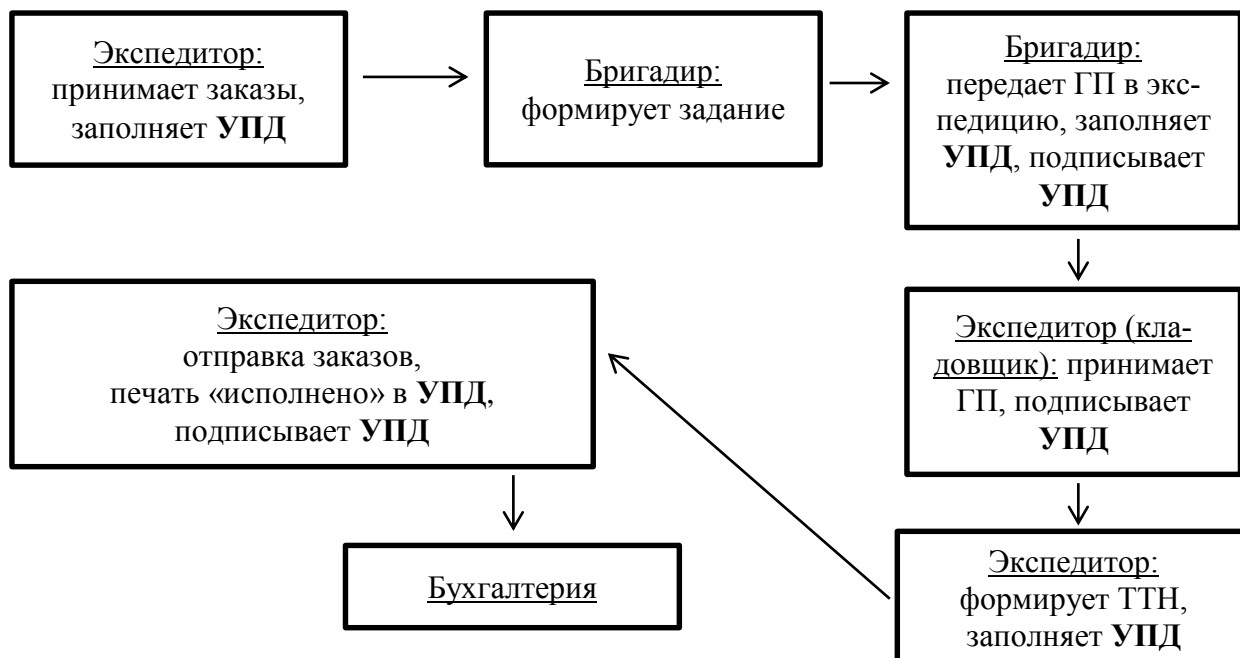 Экспедитор:
принимает заказы,
заполняет УПД
Бригадир:
формирует задание
Бригадир:
передает ГП в экс-
педицию, заполняет
УПД, подписывает
УПД
Экспедитор (кла-
довщик): принимает
ГП, подписывает
УПД
Экспедитор:
формирует ТТН,
заполняет УПД
Экспедитор:
отправка заказов,
печать «исполнено» в УПД,
подписывает УПД
Бухгалтерия